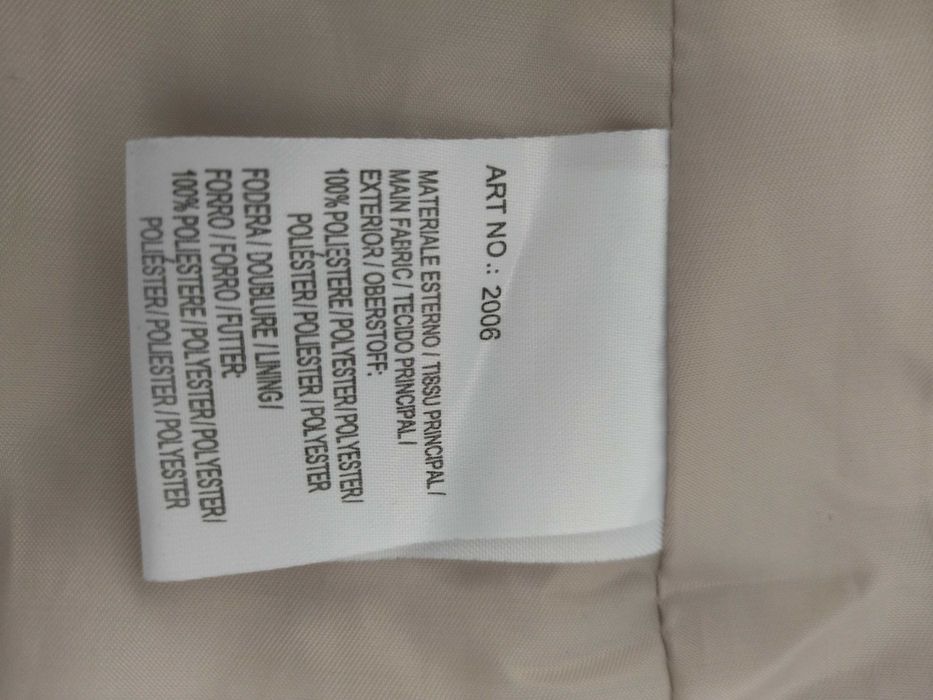 ART NO.: 2006
MATERIALE ESTERNO / TISSU PRINCIPAL /
MAIN FABRIC / TECIDO PRINCIPAL /
EXTERIOR / OBERSTOFF:
100% POLIESTERE / POLYESTER / POLYESTER /
POLIÉSTER / POLIESTER / POLYESTER
FODERA / DOUBLURE / LINING /
FORRO / FORRO / FUTTER:
100% POLIESTERE / POLYESTER / POLYESTER /
POLIÉSTER / POLIESTER / POLYESTER